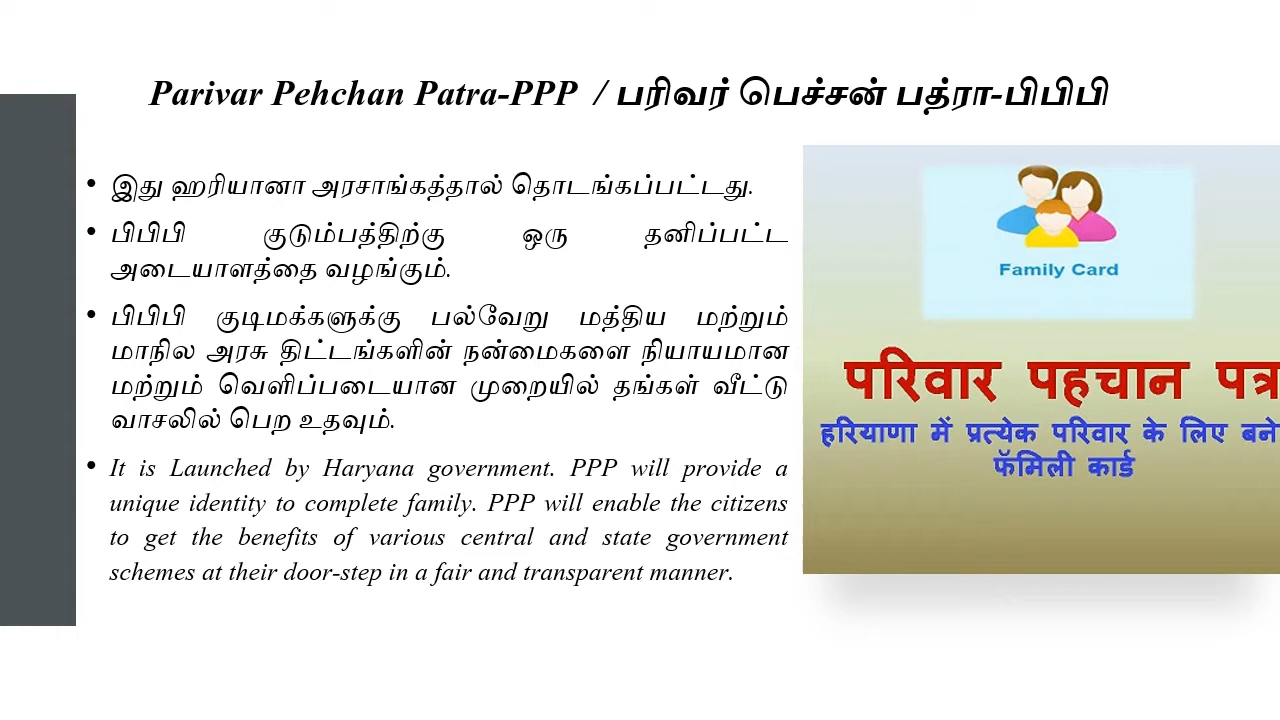 Parivar Pehchan Patra-PPP / பரிவர் பெச்சன் பத்ரா-பிபிபி
• இது ஹரியானா அரசாங்கத்தால் தொடங்கப்பட்டது.
• பிபிபி குடும்பத்திற்கு ஒரு தனிப்பட்ட
அடையாளத்தை வழங்கும்.
• பிபிபி குடிமக்களுக்கு பல்வேறு மத்திய மற்றும்
மாநில அரசு திட்டங்களின் நன்மைகளை நியாயமான
மற்றும் வெளிப்படையான முறையில் தங்கள் வீட்டு
வாசலில் பெற உதவும்.
• It is Launched by Haryana government. PPP will provide a
unique identity to complete family. PPP will enable the citizens
to get the benefits of various central and state government
schemes at their door-step in a fair and transparent manner.
Family Card
परिवार पहचान पत्र
हरियाणा में प्रत्येक परिवार के लिए बने
फॅमिली कार्ड